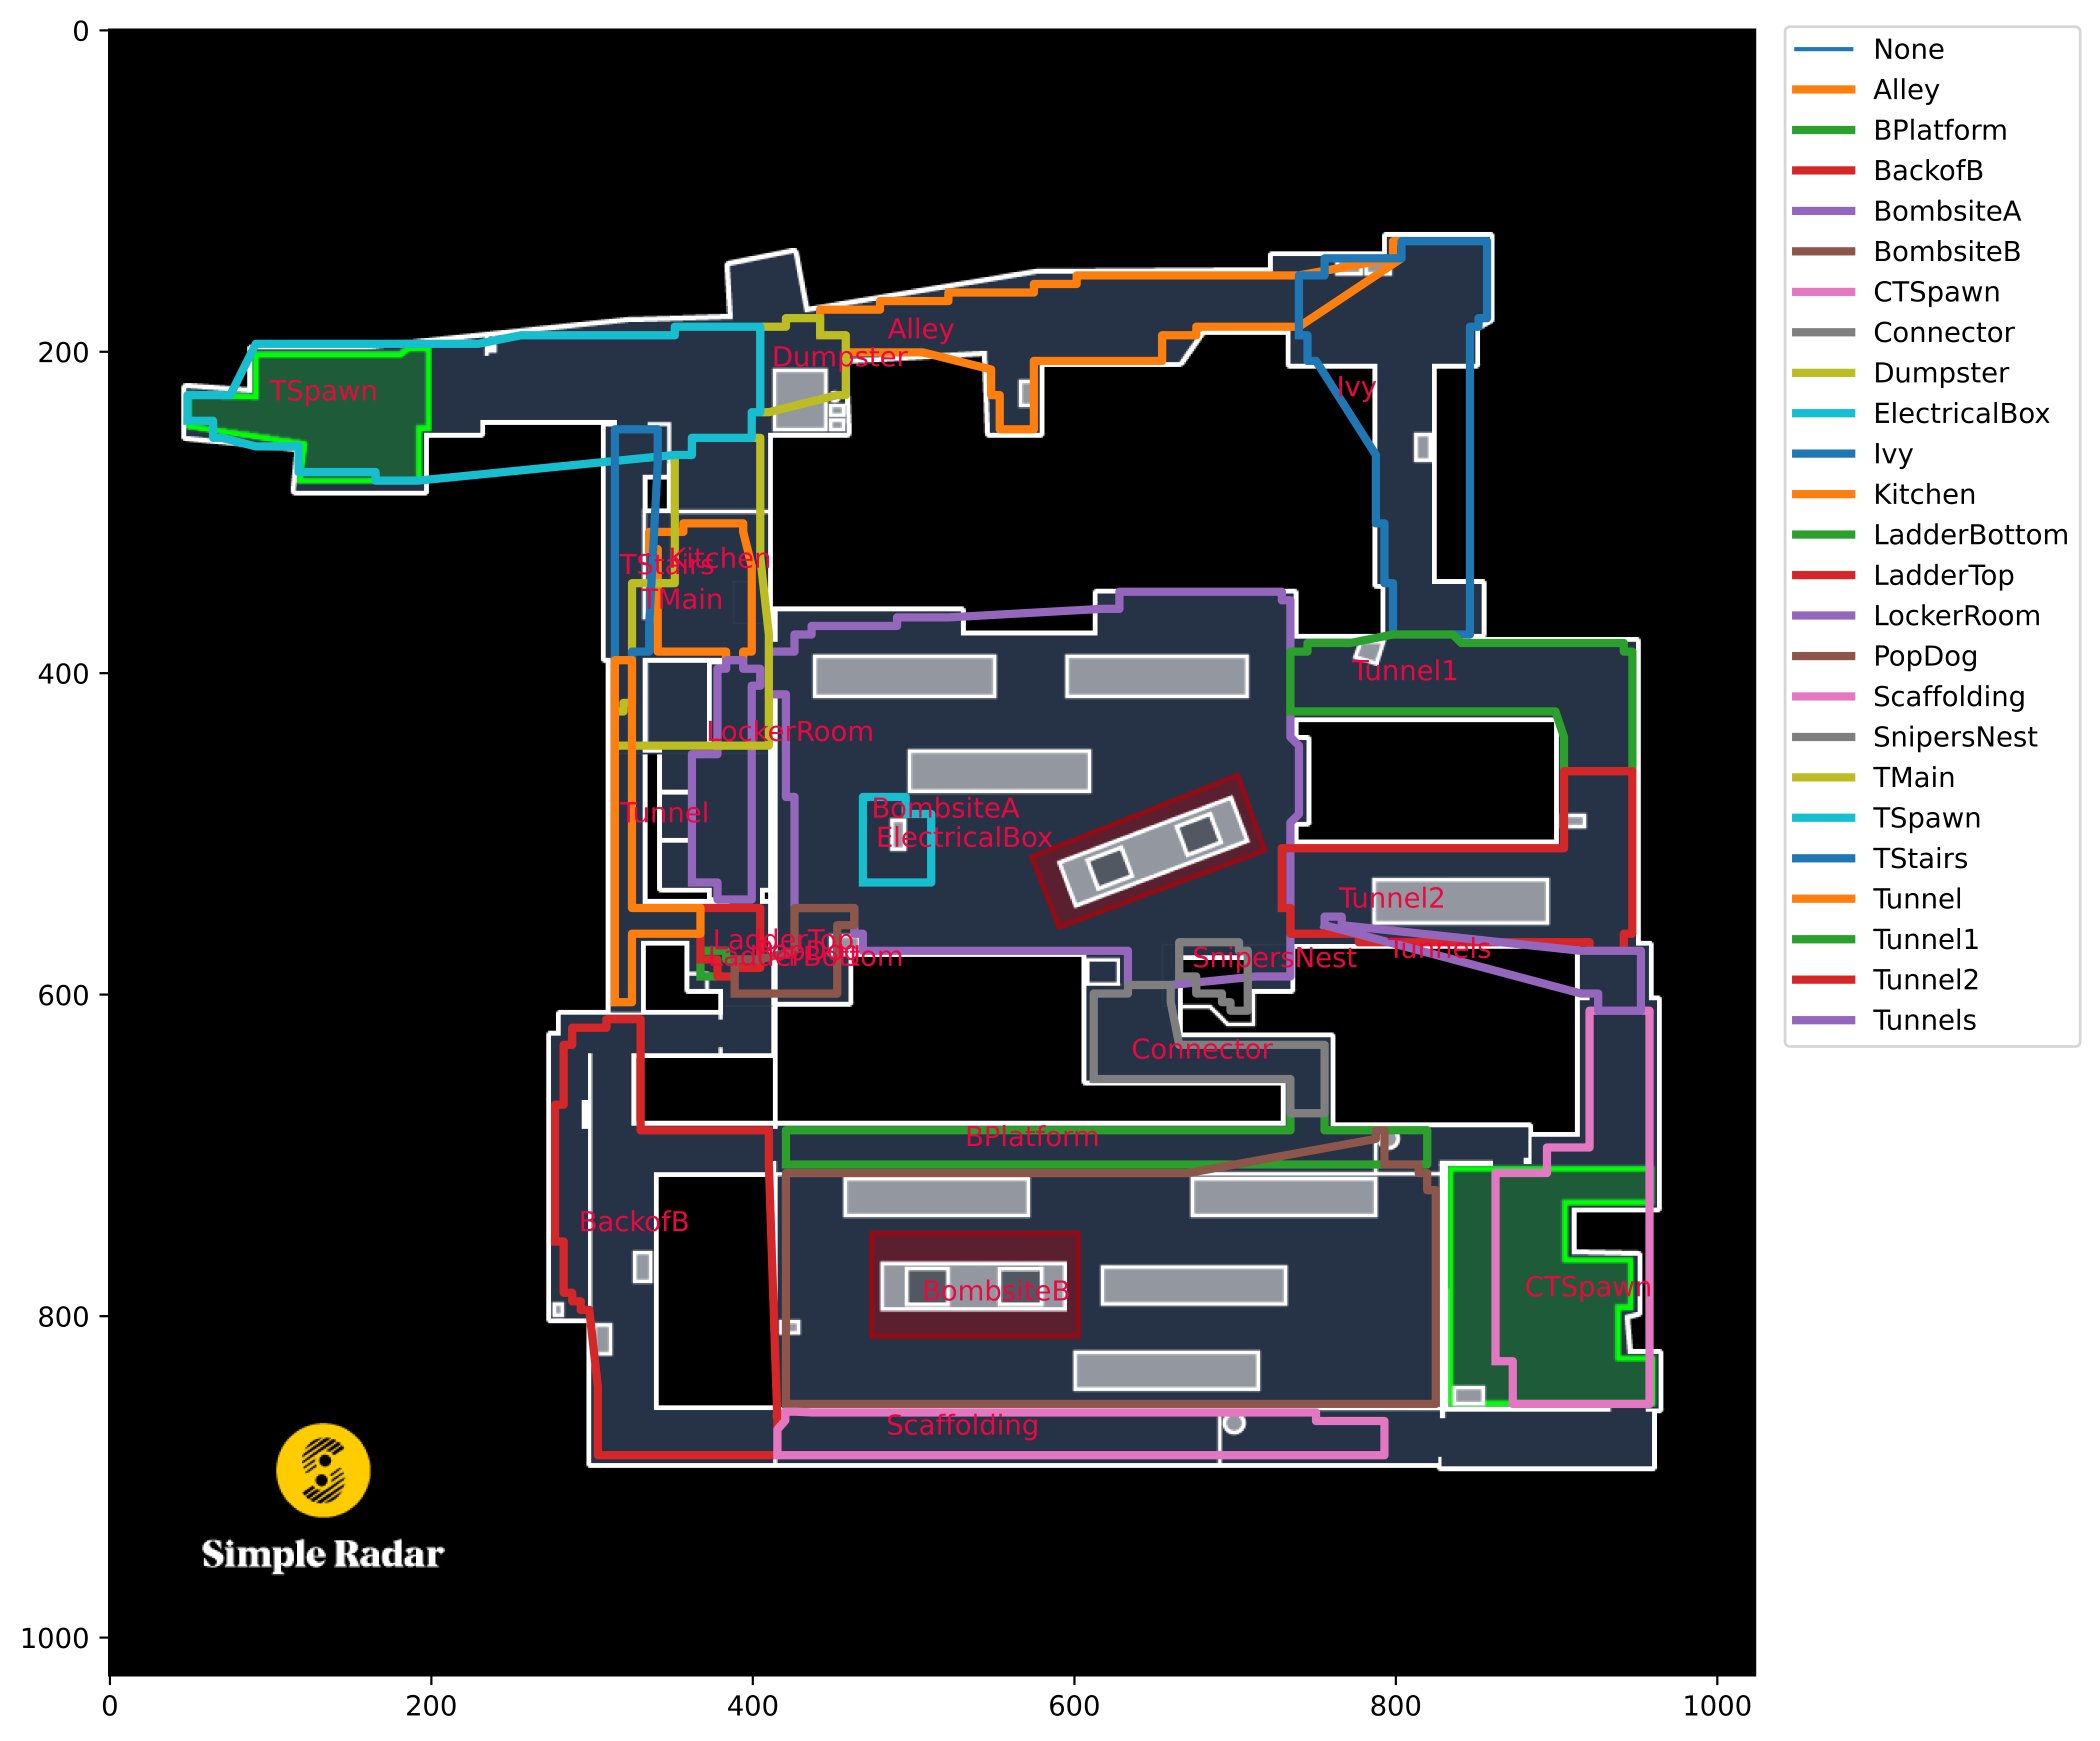 0
200
400
600
800
1000
0
200
400
600
800
1000
Alley
Dumpster
TSpawn
Ivy
Kitchen
TStairs
TMain
Tunnel1
LockerRoom
BombsiteA
Tunnel
ElectricalBox
Tunnel2
LadderTop
PopDog
LadderBottom
Tunnels
SnipersNest
Connector
BPlatform
BackofB
BombsiteB
CTSpawn
Scaffolding
Simple Radar
None
Alley
BPlatform
BackofB
BombsiteA
BombsiteB
CTSpawn
Connector
Dumpster
ElectricalBox
Ivy
Kitchen
LadderBottom
LadderTop
LockerRoom
PopDog
Scaffolding
SnipersNest
TMain
TSpawn
TStairs
Tunnel
Tunnel1
Tunnel2
Tunnels